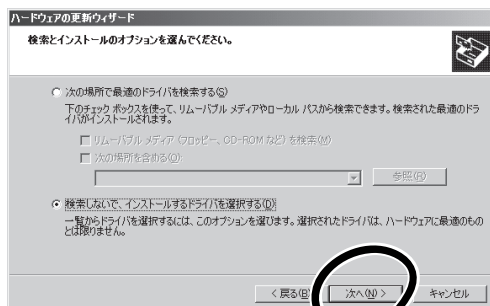 ハードウェアの更新ウィザード
検索とインストールのオプションを選んでください。
次の場所で最適のドライバを検索する(S)
下のチェック ボックスを使って、リムーバブル メディアやローカル パスから検索できます。検索された最適のドラ
イバがインストールされます。
リムーバブル メディア (フロッピー、CD-ROM など) を検索(M)
次の場所を含める(O):
参照(R)
検索しないで、インストールするドライバを選択する(D)
一覧からドライバを選択するには、このオプションを選びます。選択されたドライバは、ハードウェアに最適のもの
とは限りません。
< 戻る(B) 次へ(N) > キャンセル